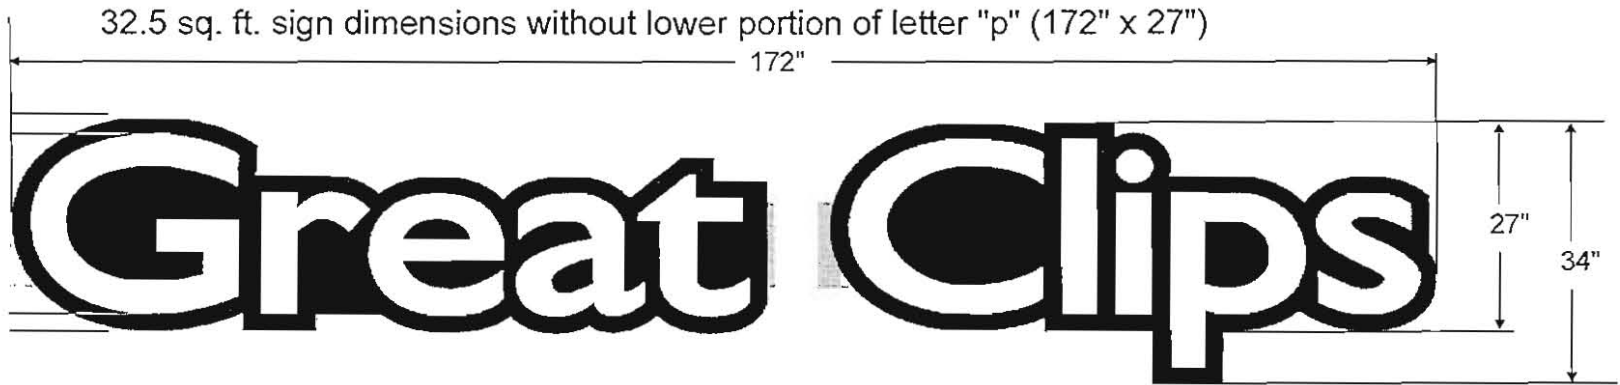 32.5 sq. ft. sign dimensions without lower portion of letter "p" (172" x 27")
172"
Great Clips
27"
34"